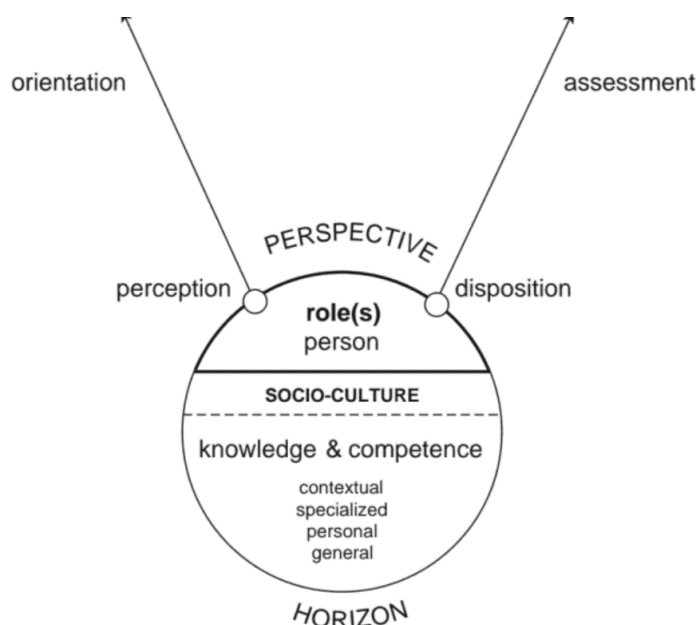 orientation
assessment
PERSPECTIVE
perception
disposition
role(s)
person
SOCIO-CULTURE
knowledge & competence
contextual
specialized
personal
general
HORIZON